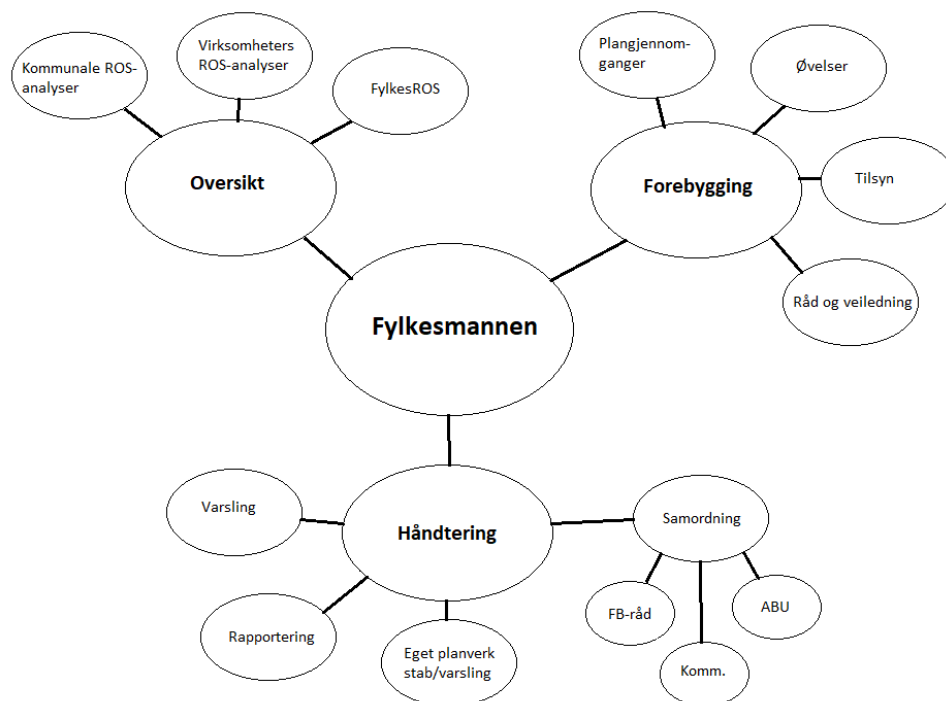 Kommunale ROS-
analyser
Virksomheters
ROS-analyser
FylkesROS
Oversikt
Plangjennom-
ganger
Øvelser
Forebygging
Tilsyn
Råd og veiledning
Fylkesmannen
Varsling
Håndtering
Samordning
Rapportering
Eget planverk
stab/varsling
FB-råd
Komm.
ABU